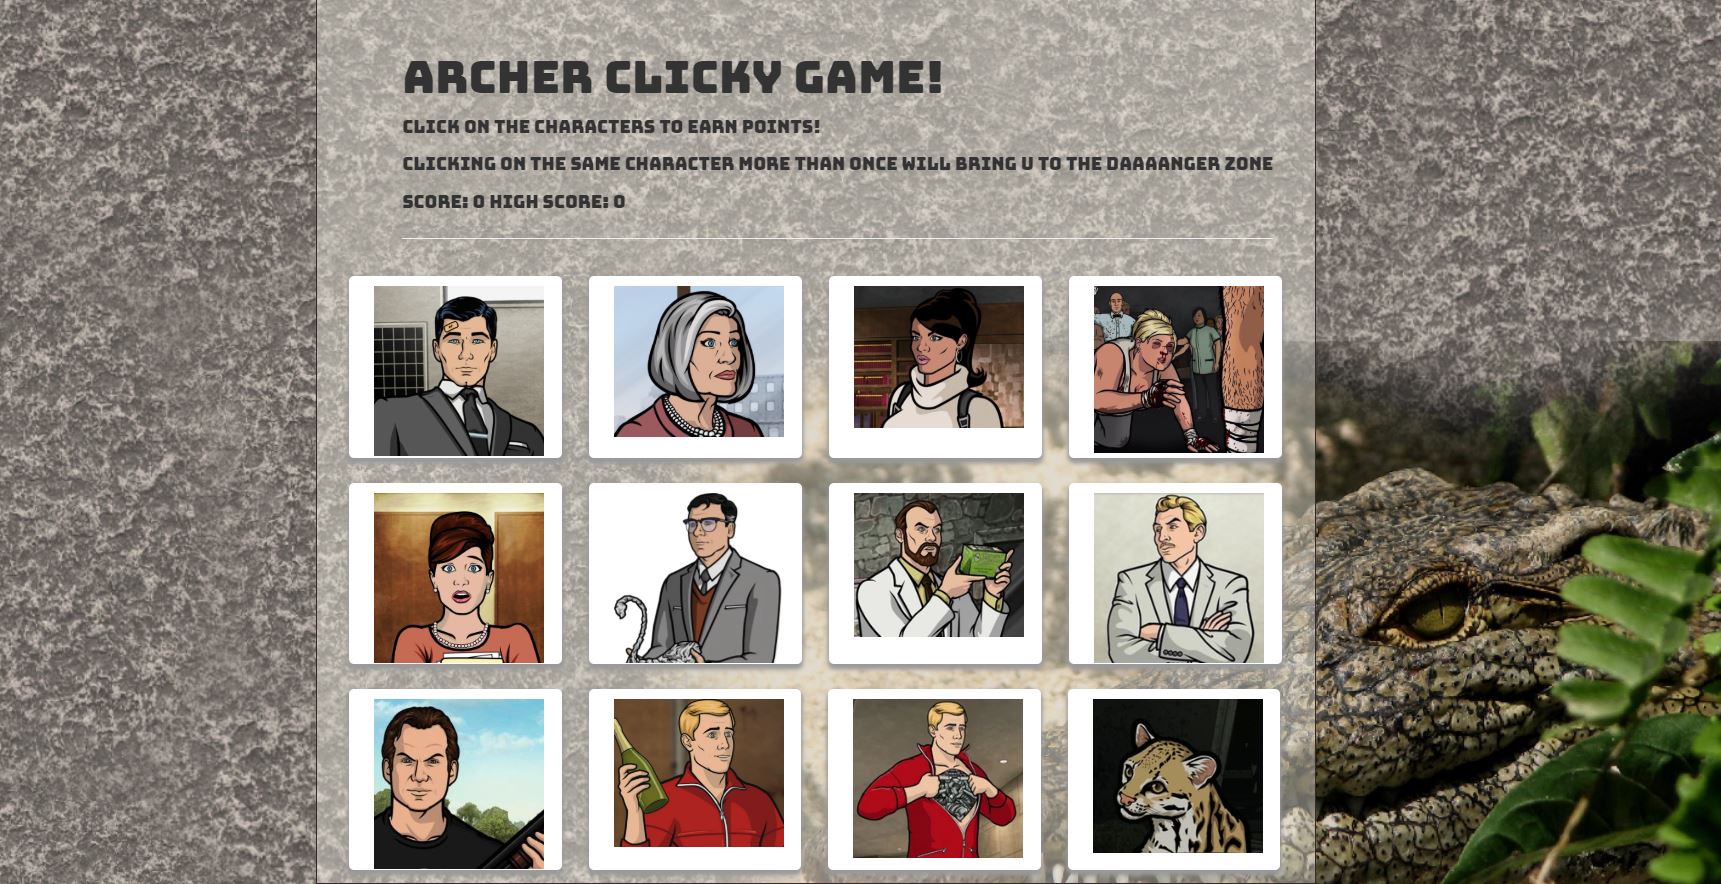 ARCHER CLICKY GAME!
CLICK ON THE CHARACTERS TO EARN POINTS!
CLICKING ON THE SAME CHARACTER MORE THAN ONCE WILL BRING U TO THE DAAAANGER ZONE
SCORE: 0 HIGH SCORE: 0